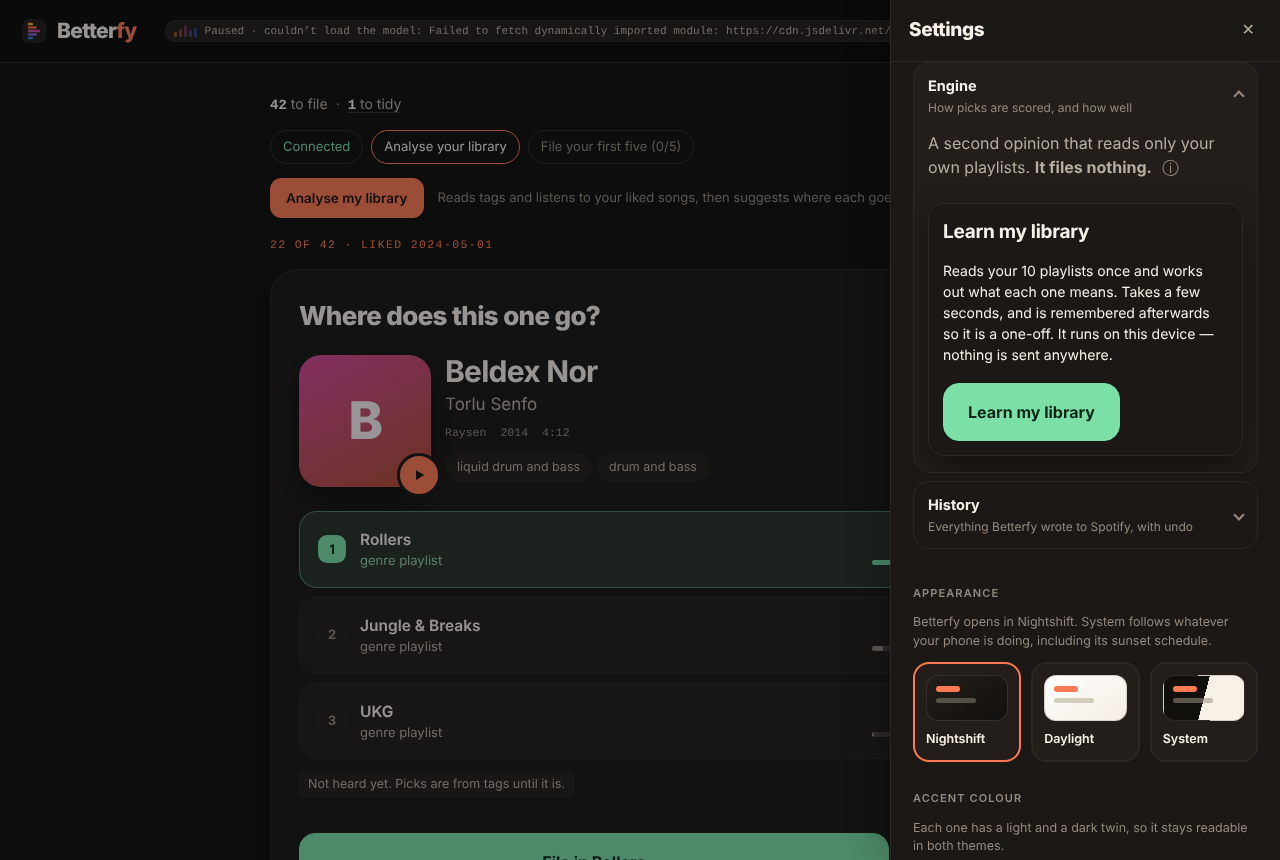 Betterfy
Paused · couldn't load the model: Failed to fetch dynamically imported module: https://cdn.jsdelivr.net/
42 to file · 1 to tidy
Connected
Analyse your library
File your first five (0/5)
Analyse my library
Reads tags and listens to your liked songs, then suggests where each goe
22 OF 42 · LIKED 2024-05-01
Where does this one go?
B
Beldex Nor
Torlu Senfo
Raysen 2014 4:12
liquid drum and bass
drum and bass
1
Rollers
genre playlist
2
Jungle & Breaks
genre playlist
3
UKG
genre playlist
Not heard yet. Picks are from tags until it is.
File in Rollers
Settings
Engine
How picks are scored, and how well
A second opinion that reads only your
own playlists. It files nothing. ⓘ
Learn my library
Reads your 10 playlists once and works
out what each one means. Takes a few
seconds, and is remembered afterwards
so it is a one-off. It runs on this device —
nothing is sent anywhere.
Learn my library
History
Everything Betterfy wrote to Spotify, with undo
APPEARANCE
Betterfy opens in Nightshift. System follows whatever
your phone is doing, including its sunset schedule.
Nightshift
Daylight
System
ACCENT COLOUR
Each one has a light and a dark twin, so it stays readable
in both themes.